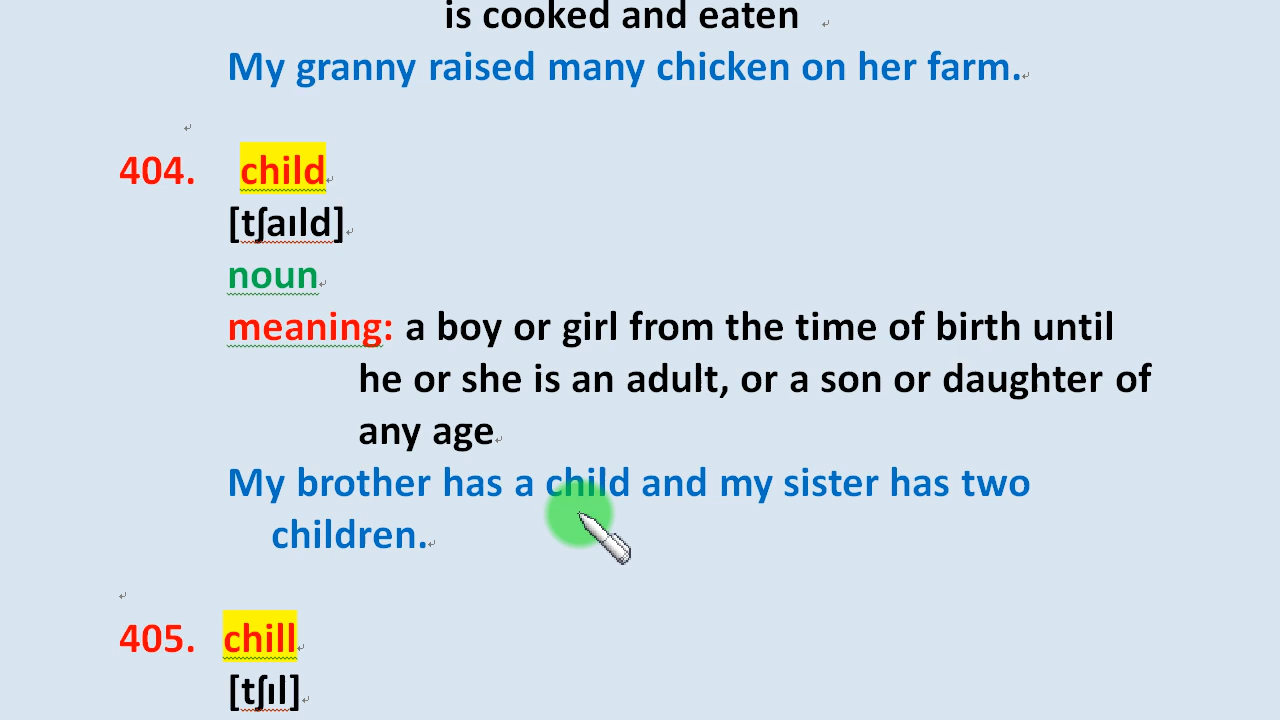 is cooked and eaten
My granny raised many chicken on her farm.
404. child
[tʃaɪld]
noun
meaning: a boy or girl from the time of birth until
he or she is an adult, or a son or daughter of
any age
My brother has a child and my sister has two
children.
405. chill
[tʃɪl]